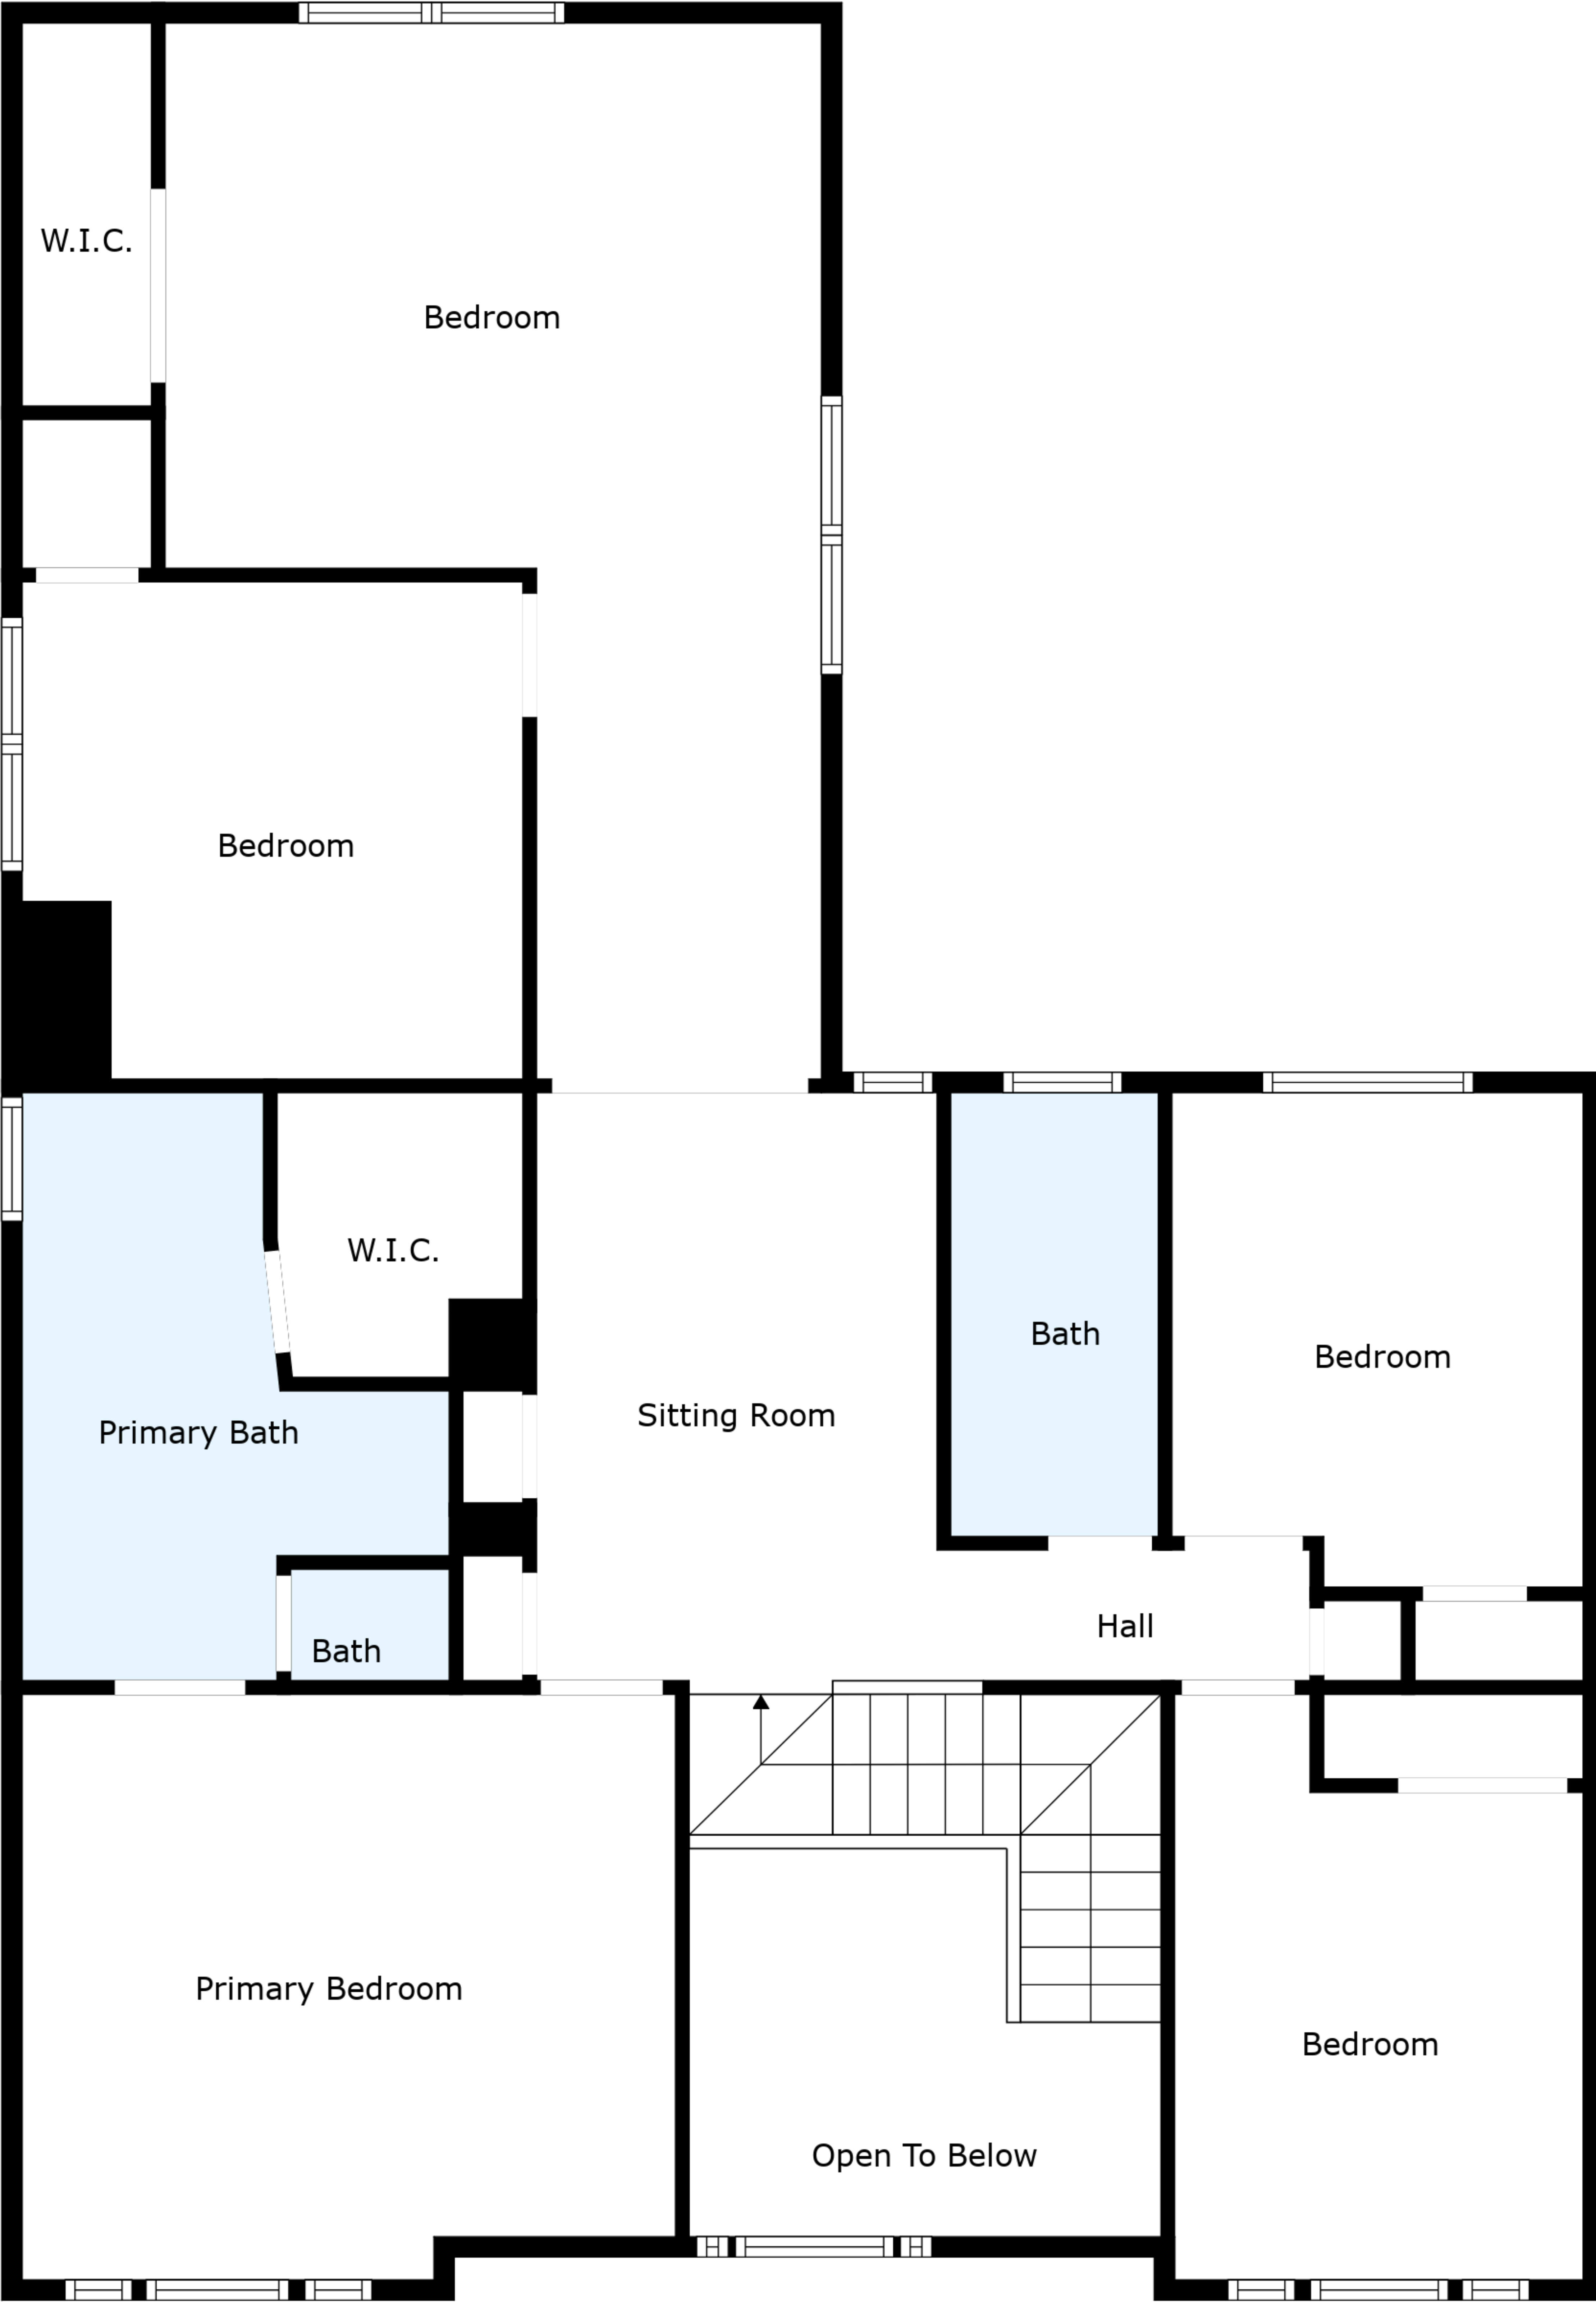 W.I.C.
Bedroom
Bedroom
W.I.C.
Bath
Bedroom
Sitting Room
Primary Bath
Hall
Bath
Primary Bedroom
Bedroom
Open To Below